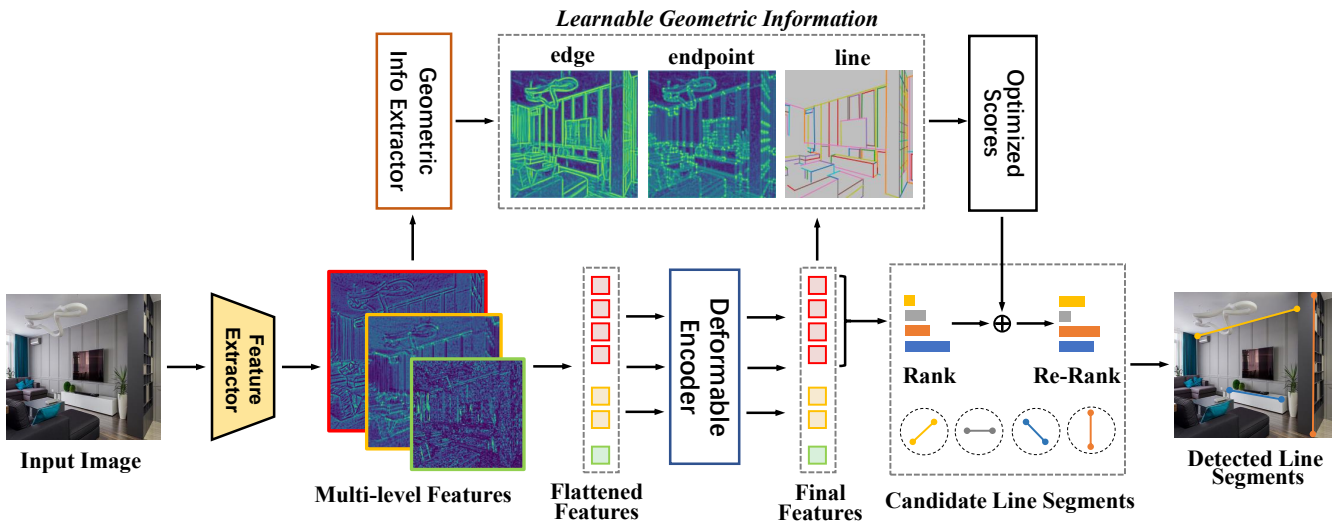 Learnable Geometric Information
edge
endpoint
line
Geometric
Info Extractor
Optimized
Scores
Feature
Extractor
Deformable
Encoder
Rank
Re-Rank
Input Image
Multi-level Features
Flattened
Features
Final
Features
Candidate Line Segments
Detected Line
Segments